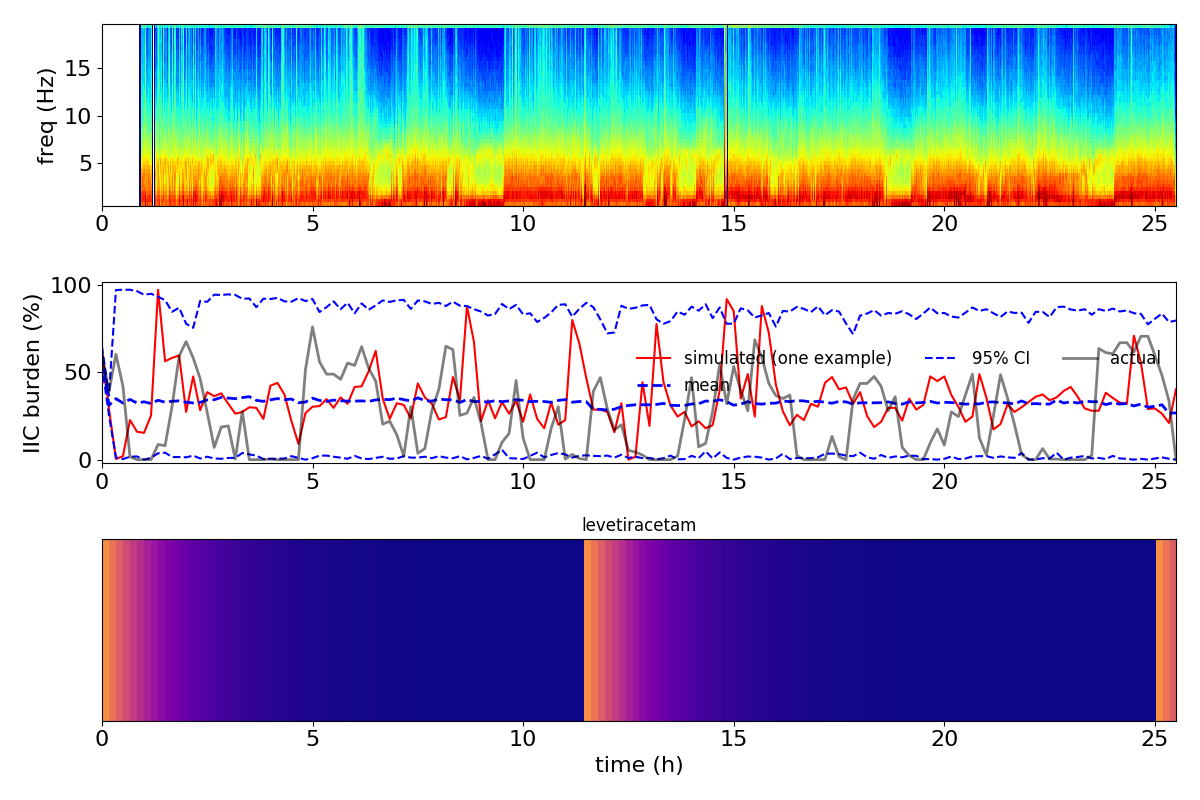 freq (Hz)
15
10
5
0 5 10 15 20 25
IIC burden (%)
100
50
0
simulated (one example) 95% CI actual
mean
0 5 10 15 20 25
levetiracetam
0 5 10 15 20 25
time (h)